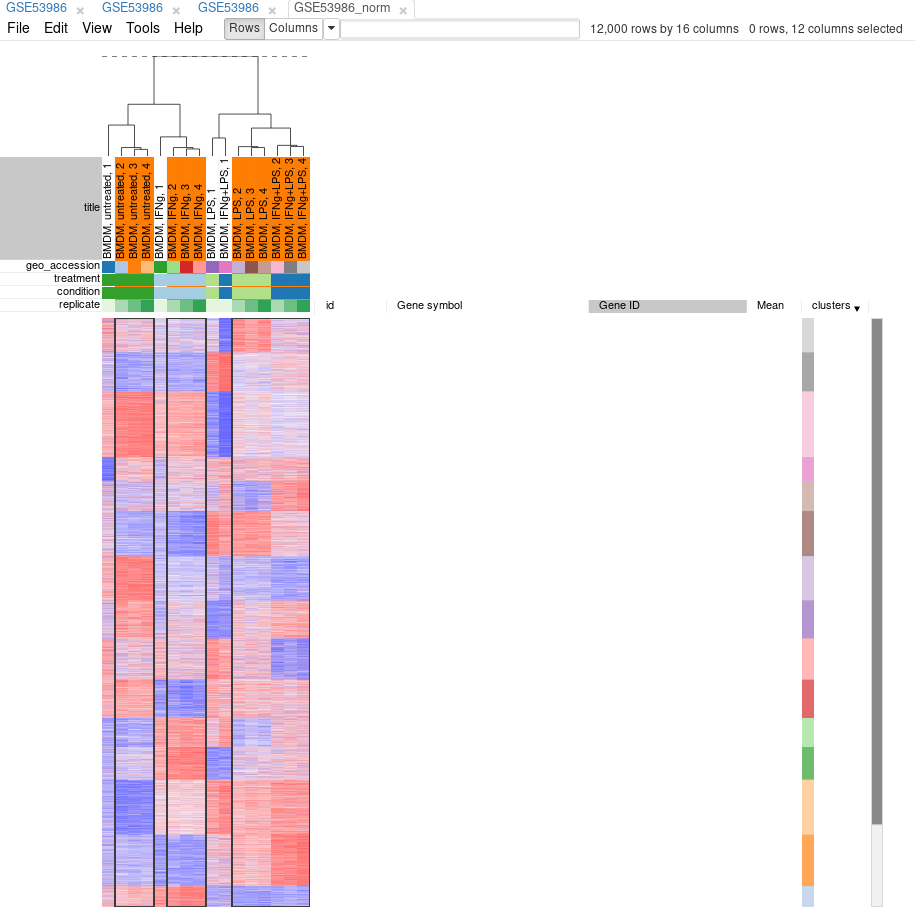 GSE53986 × GSE53986 × GSE53986 × GSE53986_norm ×
File Edit View Tools Help Rows Columns 12,000 rows by 16 columns 0 rows, 12 columns selected
title
BMDM, untreated, 1
BMDM, untreated, 2
BMDM, untreated, 3
BMDM, untreated, 4
BMDM, IFNg, 1
BMDM, IFNg, 2
BMDM, IFNg, 3
BMDM, IFNg, 4
BMDM, LPS, 1
BMDM, IFNg+LPS, 1
BMDM, LPS, 2
BMDM, LPS, 3
BMDM, LPS, 4
BMDM, IFNg+LPS, 2
BMDM, IFNg+LPS, 3
BMDM, IFNg+LPS, 4
geo_accession
treatment
condition
replicate
id Gene symbol Gene ID Mean clusters